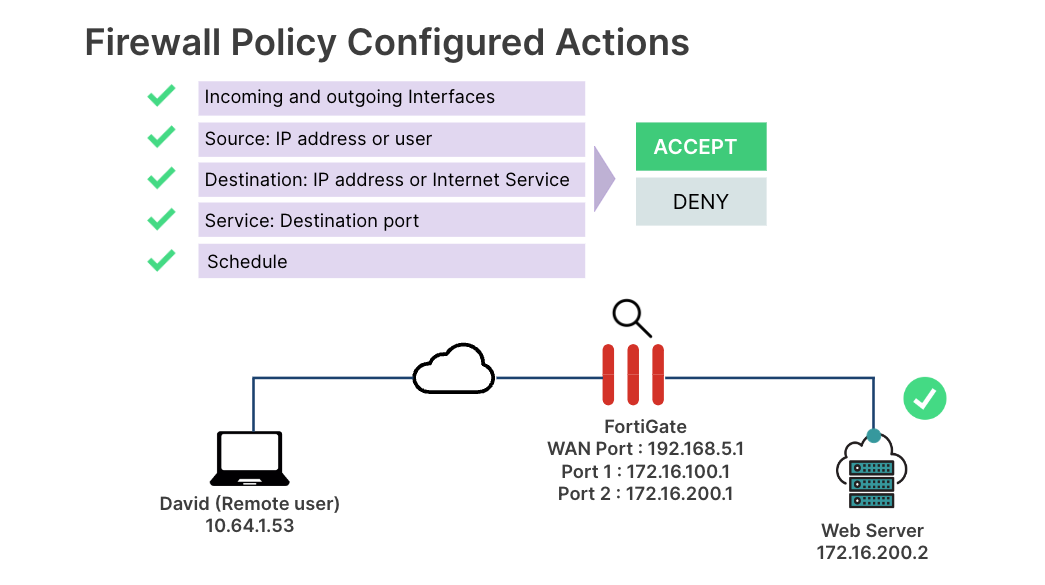 Firewall Policy Configured Actions
Incoming and outgoing Interfaces
Source: IP address or user
Destination: IP address or Internet Service
Service: Destination port
Schedule
ACCEPT
DENY
FortiGate
WAN Port : 192.168.5.1
Port 1 : 172.16.100.1
Port 2 : 172.16.200.1
David (Remote user)
10.64.1.53
Web Server
172.16.200.2